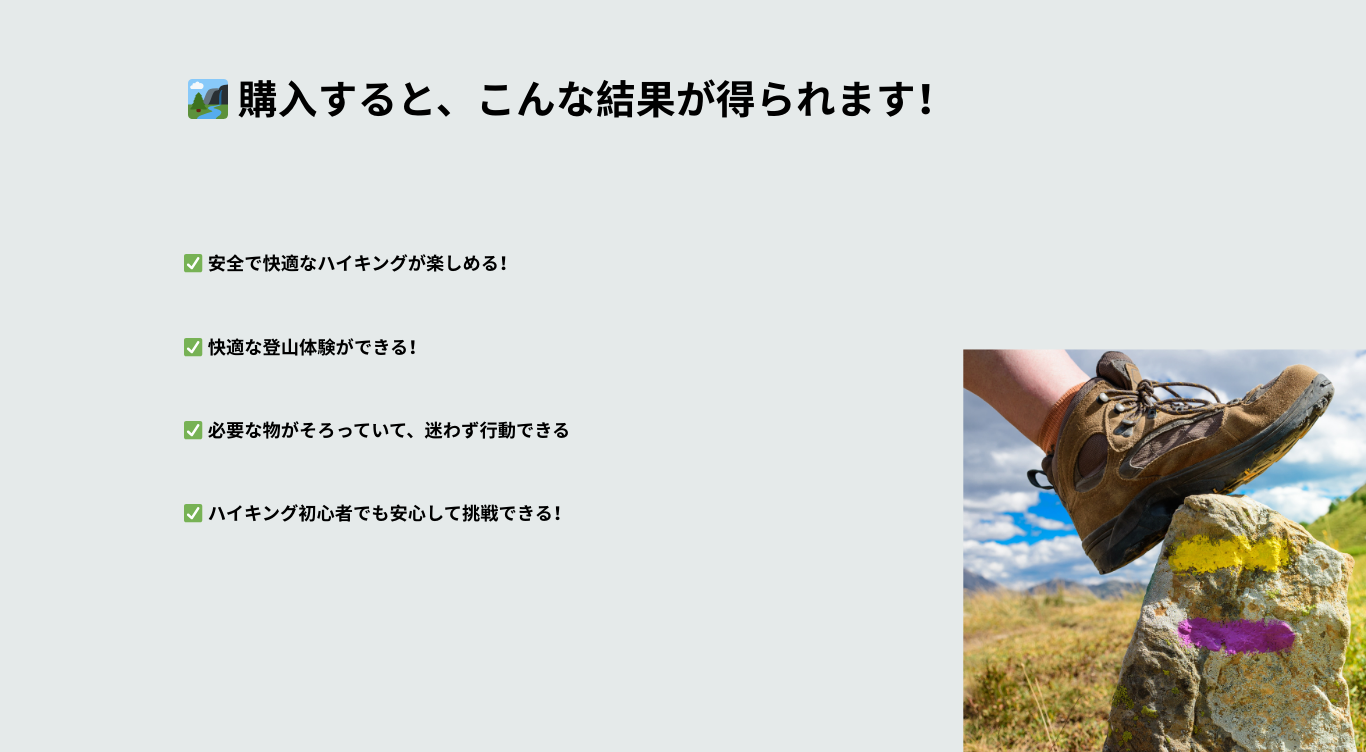 🏞️ 購入すると、こんな結果が得られます！
✅ 安全で快適なハイキングが楽しめる！
✅ 快適な登山体験ができる！
✅ 必要な物がそろっていて、迷わず行動できる
✅ ハイキング初心者でも安心して挑戦できる！